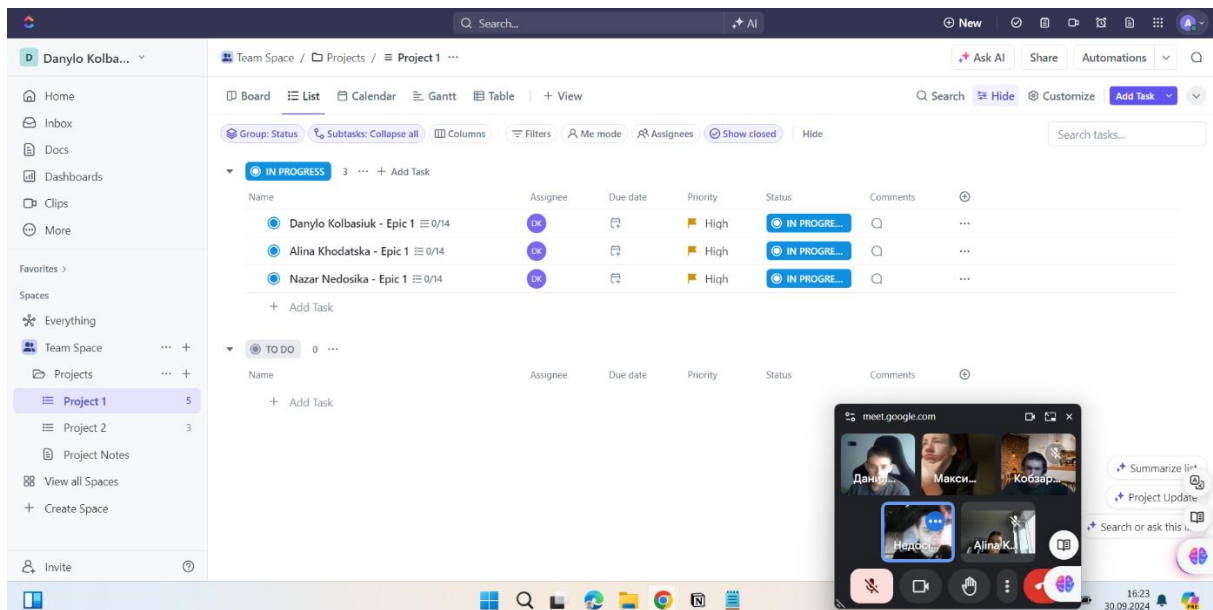 Search... AI New A
D Danylo Kolba... Team Space / Projects / Project 1 ... Ask AI Share Automations
Home
Inbox
Docs
Dashboards
Clips
More
Favorites >
Spaces
Everything
Team Space ... +
Projects ... +
Project 1 5
Project 2 3
Project Notes
View all Spaces
+ Create Space
Invite
Board List Calendar Gantt Table + View Search Hide Customize Add Task
Group: Status Subtasks: Collapse all Columns Filters Me mode Assignees Show closed Hide Search tasks...
IN PROGRESS 3 ... + Add Task
Name Assignee Due date Priority Status Comments
Danylo Kolbasiuk - Epic 1 0/14 DK High IN PROGRE...
Alina Khodatska - Epic 1 0/14 DK High IN PROGRE...
Nazar Nedosika - Epic 1 0/14 DK High IN PROGRE...
+ Add Task
TO DO 0 ...
Name Assignee Due date Priority Status Comments
+ Add Task
meet.google.com
Макси... Кобзар...
Недосі... Alina K...
Summarize list
Project Update
Search or ask this li...
16:23
30.09.2024